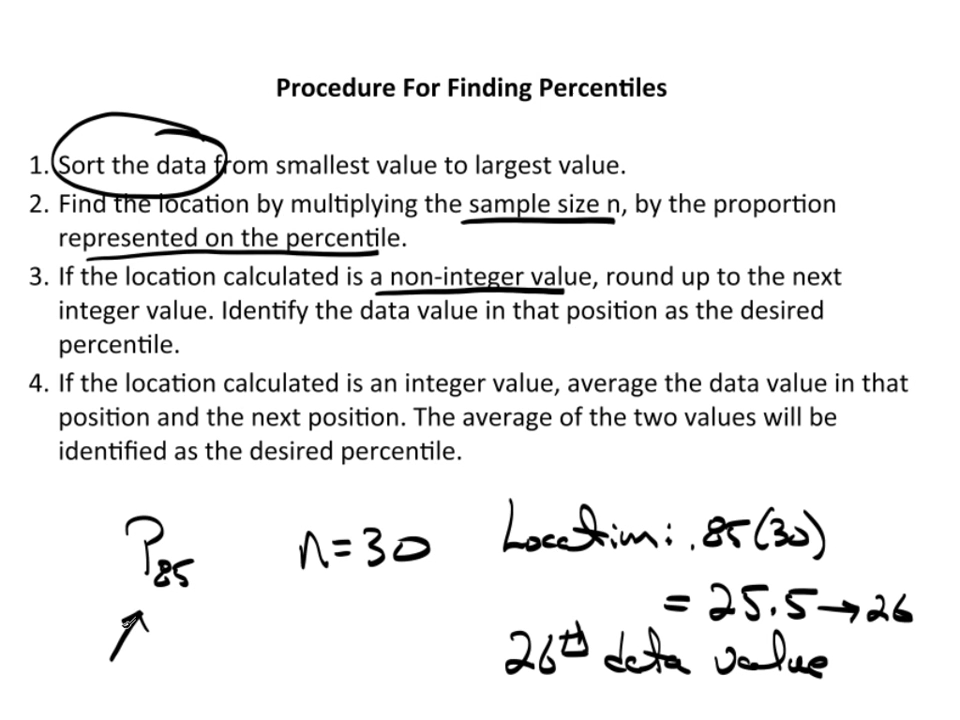 Procedure For Finding Percentiles
1. Sort the data from smallest value to largest value.
2. Find the location by multiplying the sample size n, by the proportion
represented on the percentile.
3. If the location calculated is a non-integer value, round up to the next
integer value. Identify the data value in that position as the desired
percentile.
4. If the location calculated is an integer value, average the data value in that
position and the next position. The average of the two values will be
identified as the desired percentile.
P85 n=30 Location: .85(30)
= 25.5→26
26th data value